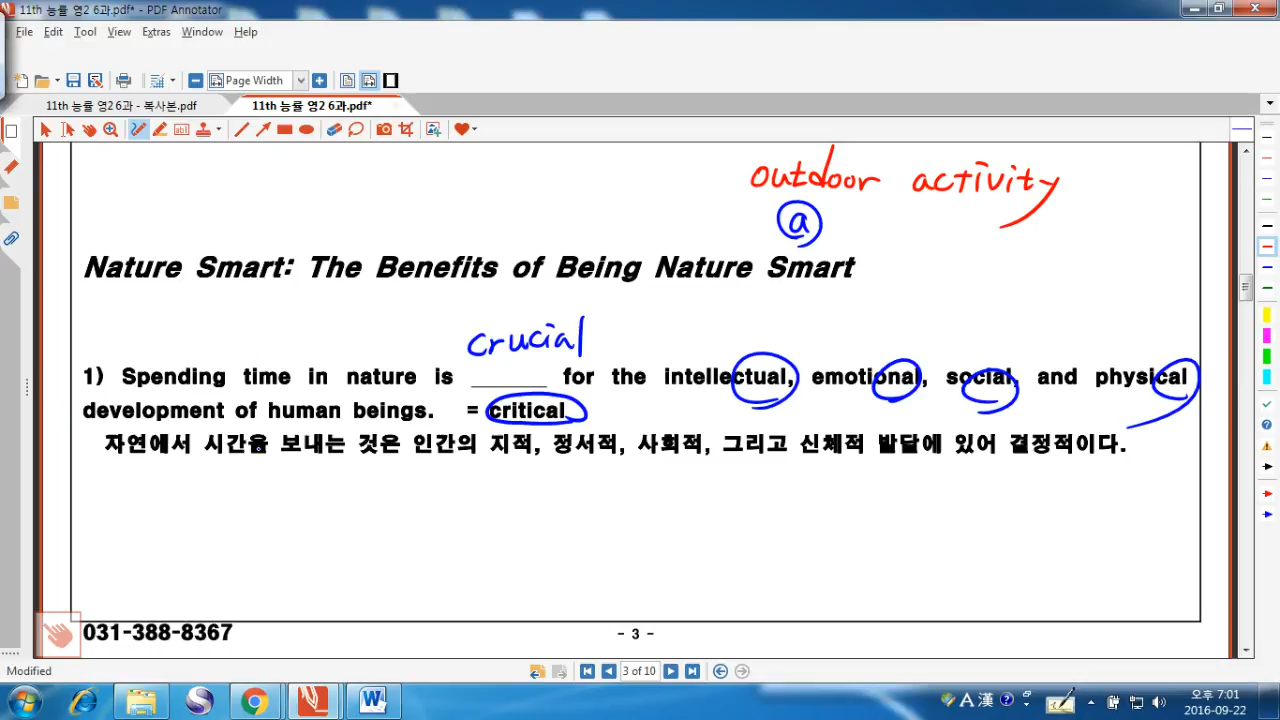 11th 능률 영2 6과.pdf* - PDF Annotator
File Edit Tool View Extras Window Help
Page Width
11th 능률 영2 6과 - 복사본.pdf 11th 능률 영2 6과.pdf*
outdoor activity
a
Nature Smart: The Benefits of Being Nature Smart
crucial
1) Spending time in nature is ______ for the intellectual, emotional, social, and physical
development of human beings. = critical
자연에서 시간을 보내는 것은 인간의 지적, 정서적, 사회적, 그리고 신체적 발달에 있어 결정적이다.
031-388-8367 - 3 -
Modified 3 of 10
A 漢 오후 7:01
2016-09-22